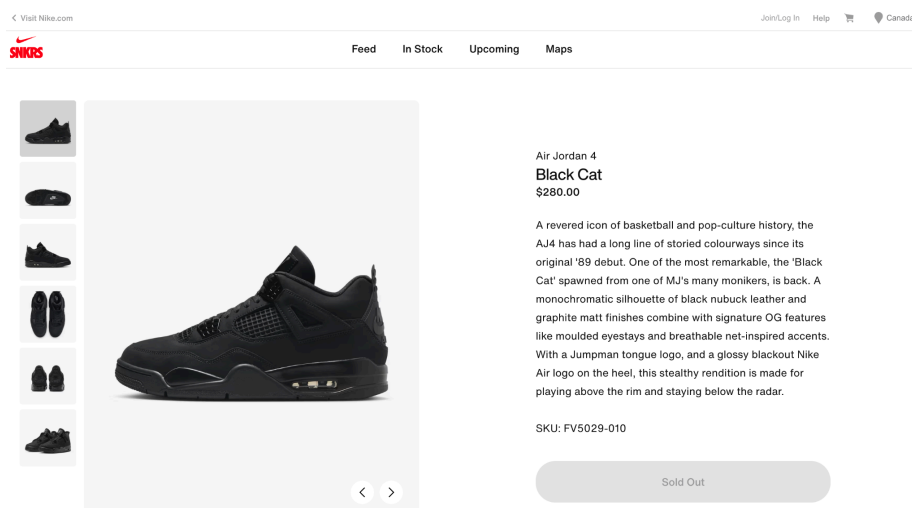 Visit Nike.com
Join/Log In Help Canada
SNKRS
Feed In Stock Upcoming Maps
Air Jordan 4
Black Cat
$280.00
A revered icon of basketball and pop-culture history, the
AJ4 has had a long line of storied colourways since its
original '89 debut. One of the most remarkable, the 'Black
Cat' spawned from one of MJ's many monikers, is back. A
monochromatic silhouette of black nubuck leather and
graphite matt finishes combine with signature OG features
like moulded eyestays and breathable net-inspired accents.
With a Jumpman tongue logo, and a glossy blackout Nike
Air logo on the heel, this stealthy rendition is made for
playing above the rim and staying below the radar.
SKU: FV5029-010
Sold Out